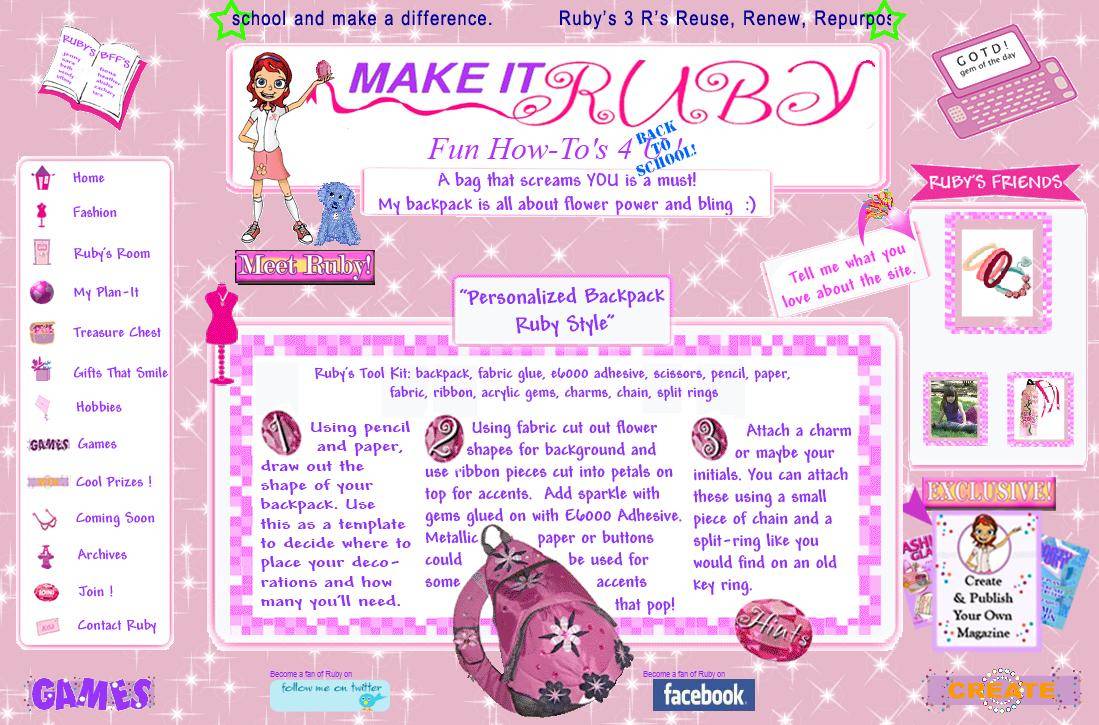 school and make a difference. Ruby's 3 R's Reuse, Renew, Repurpos
RUBY'S BFF'S
GOTD!
gem of the day
MAKE IT RUBY
Fun How-To's 4 U!
BACK
TO
SCHOOL!
A bag that screams YOU is a must!
My backpack is all about flower power and bling :)
Meet Ruby!
Home
Fashion
Ruby's Room
My Plan-It
Treasure Chest
Gifts That Smile
Hobbies
GAMES Games
Cool Prizes !
Coming Soon
Archives
Join !
Contact Ruby
RUBY'S FRIENDS
Tell me what you
love about the site.
"Personalized Backpack
Ruby Style"
Ruby's Tool Kit: backpack, fabric glue, e6000 adhesive, scissors, pencil, paper,
fabric, ribbon, acrylic gems, charms, chain, split rings
1 Using pencil
and paper,
draw out the
shape of your
backpack. Use
this as a template
to decide where to
place your deco-
rations and how
many you'll need.
2 Using fabric cut out flower
shapes for background and
use ribbon pieces cut into petals on
top for accents. Add sparkle with
gems glued on with E6000 Adhesive.
Metallic paper or buttons
could be used for
some accents
that pop!
3 Attach a charm
or maybe your
initials. You can attach
these using a small
piece of chain and a
split-ring like you
would find on an old
key ring.
Hints
EXCLUSIVE!
Create
& Publish
Your Own
Magazine
GAMES
Become a fan of Ruby on
follow me on twitter
Become a fan of Ruby on
facebook
CREATE